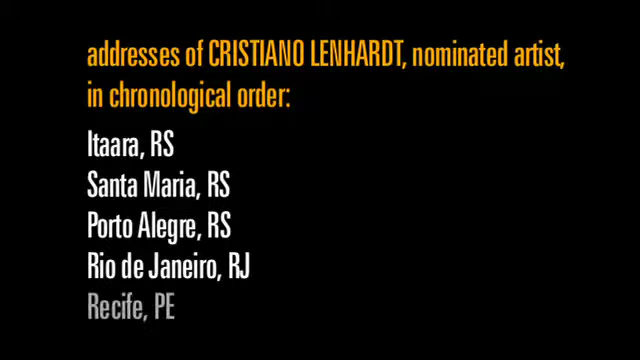 addresses of CRISTIANO LENHARDT, nominated artist,
in chronological order:
Itaara, RS
Santa Maria, RS
Porto Alegre, RS
Rio de Janeiro, RJ
Recife, PE